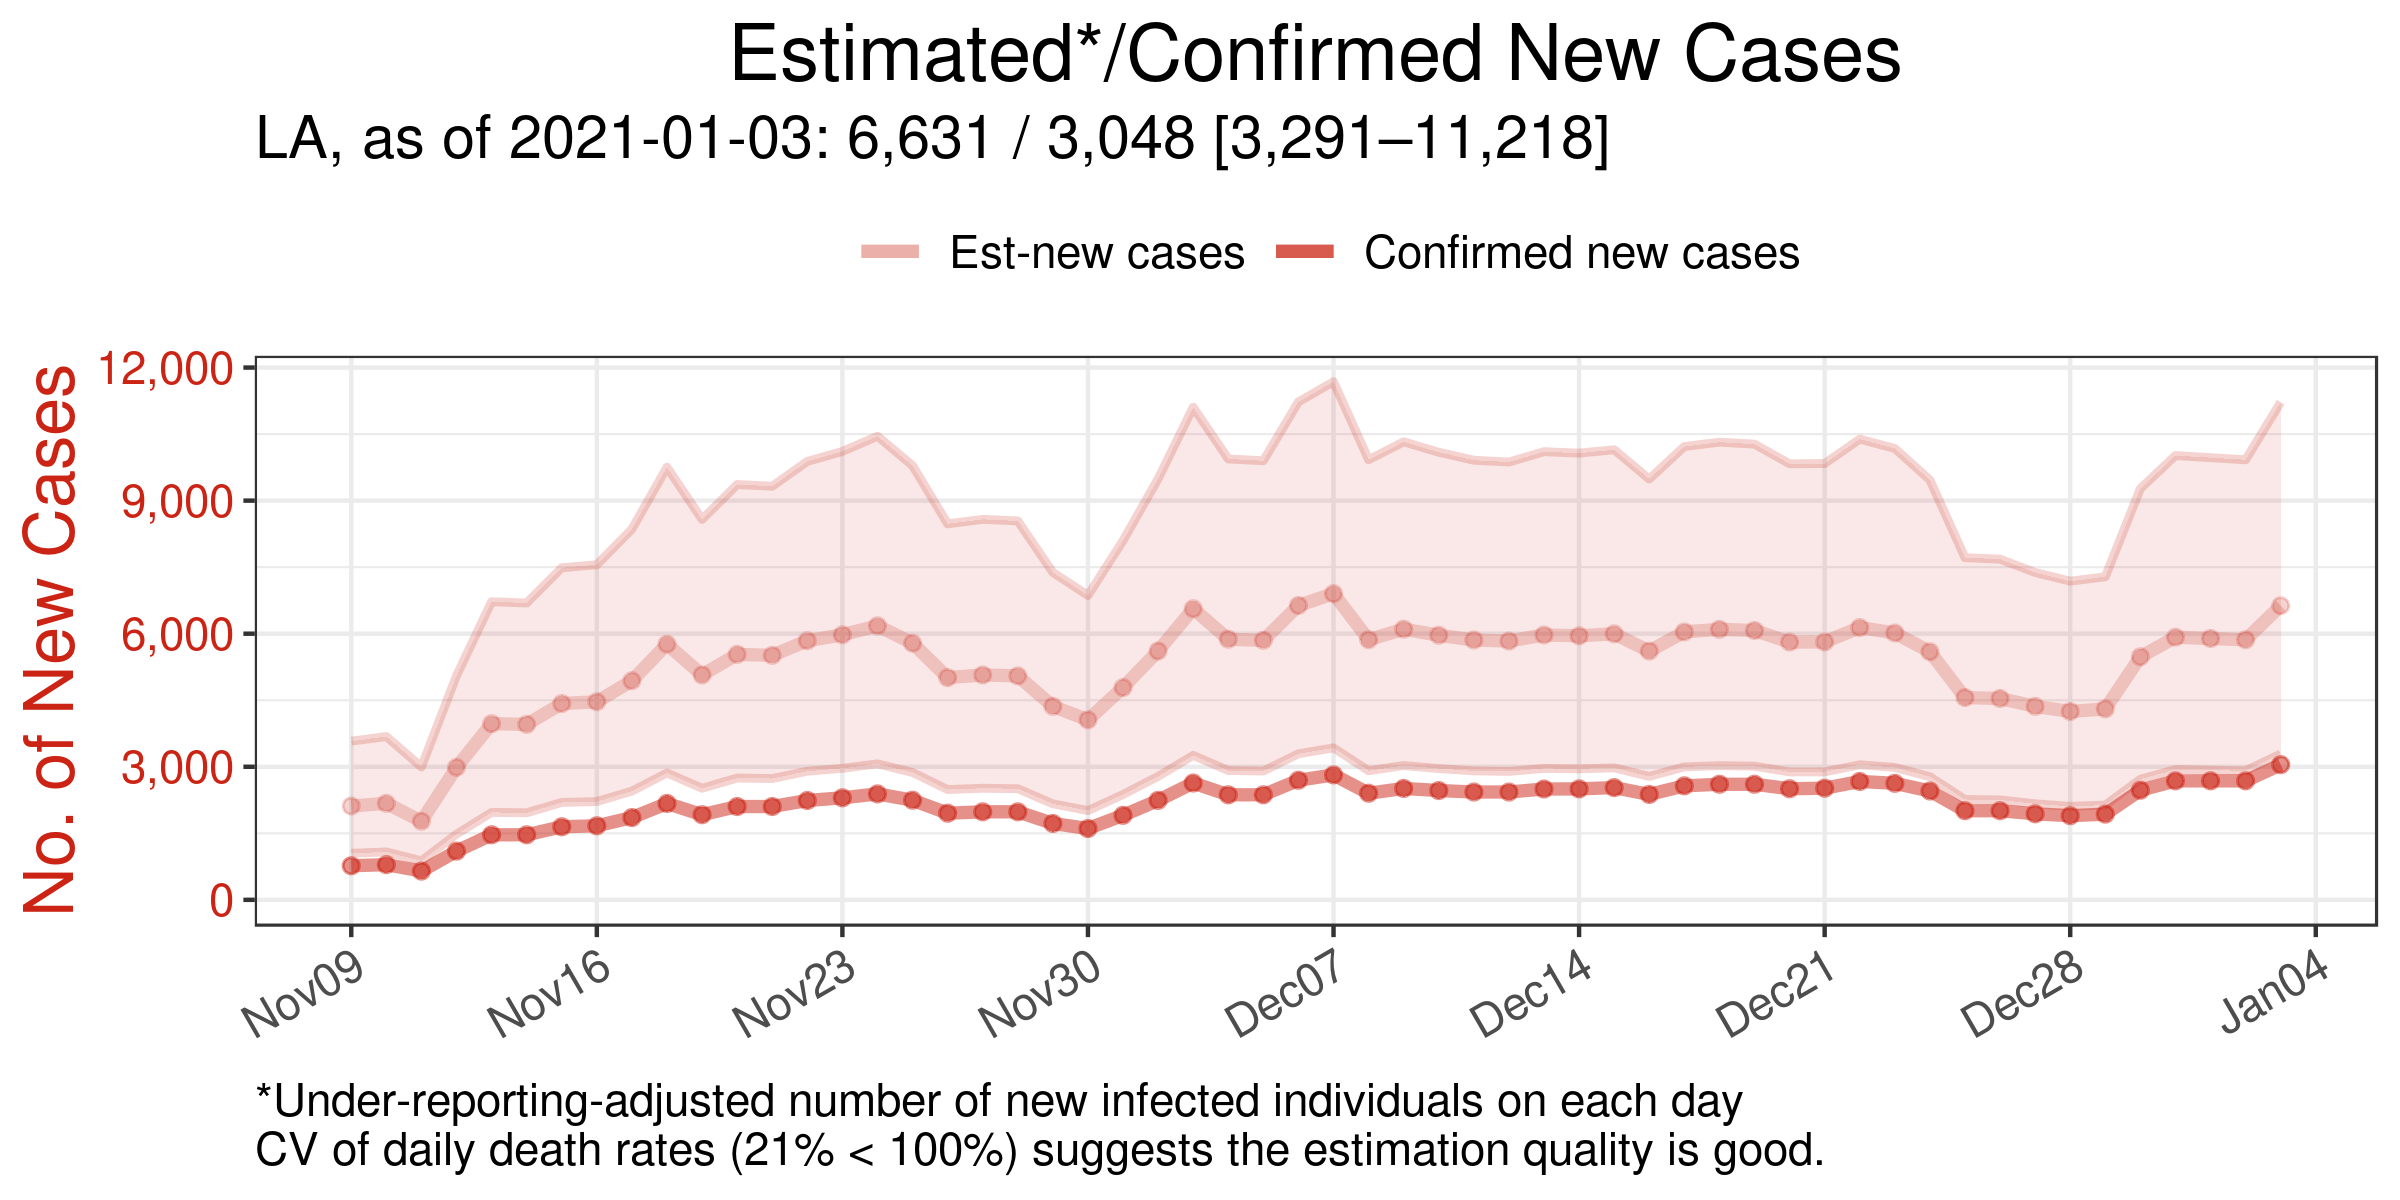 Estimated*/Confirmed New Cases
LA, as of 2021-01-03: 6,631 / 3,048 [3,291–11,218]
Est-new cases Confirmed new cases
No. of New Cases
12,000
9,000
6,000
3,000
0
Nov09 Nov16 Nov23 Nov30 Dec07 Dec14 Dec21 Dec28 Jan04
*Under-reporting-adjusted number of new infected individuals on each day
CV of daily death rates (21% < 100%) suggests the estimation quality is good.